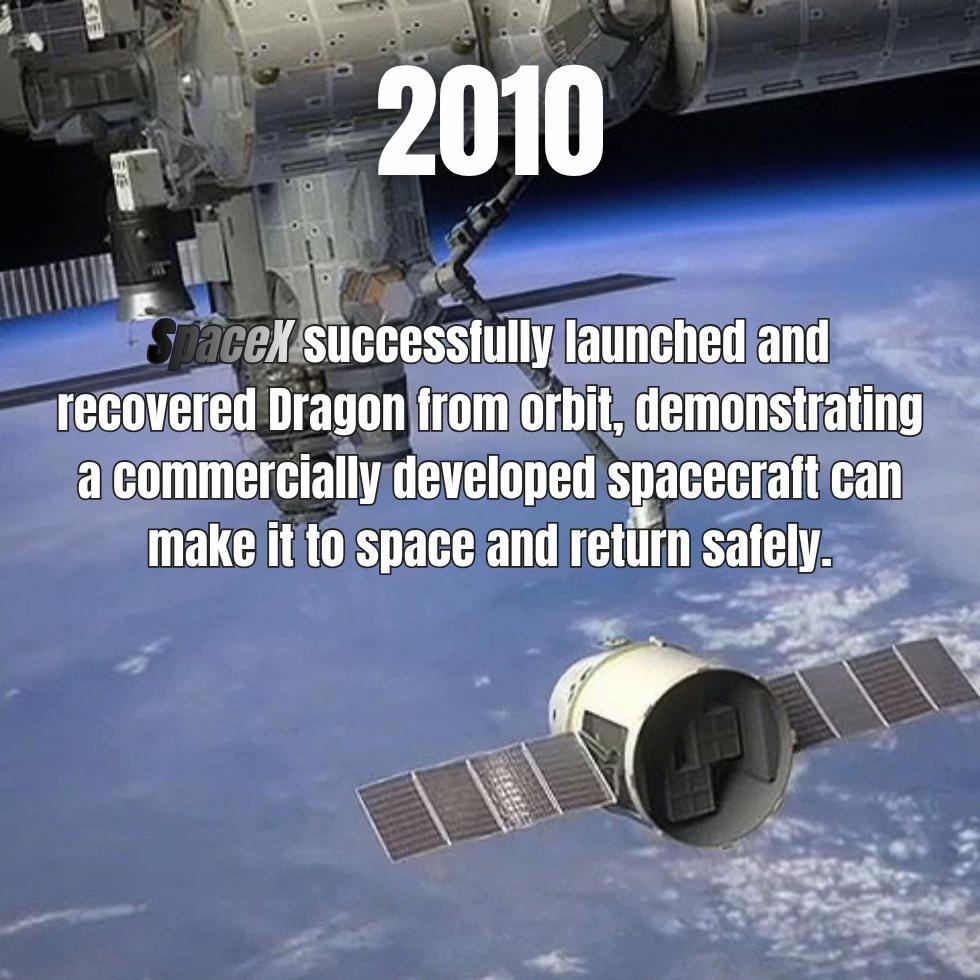 2010
SpaceX successfully launched and
recovered Dragon from orbit, demonstrating
a commercially developed spacecraft can
make it to space and return safely.